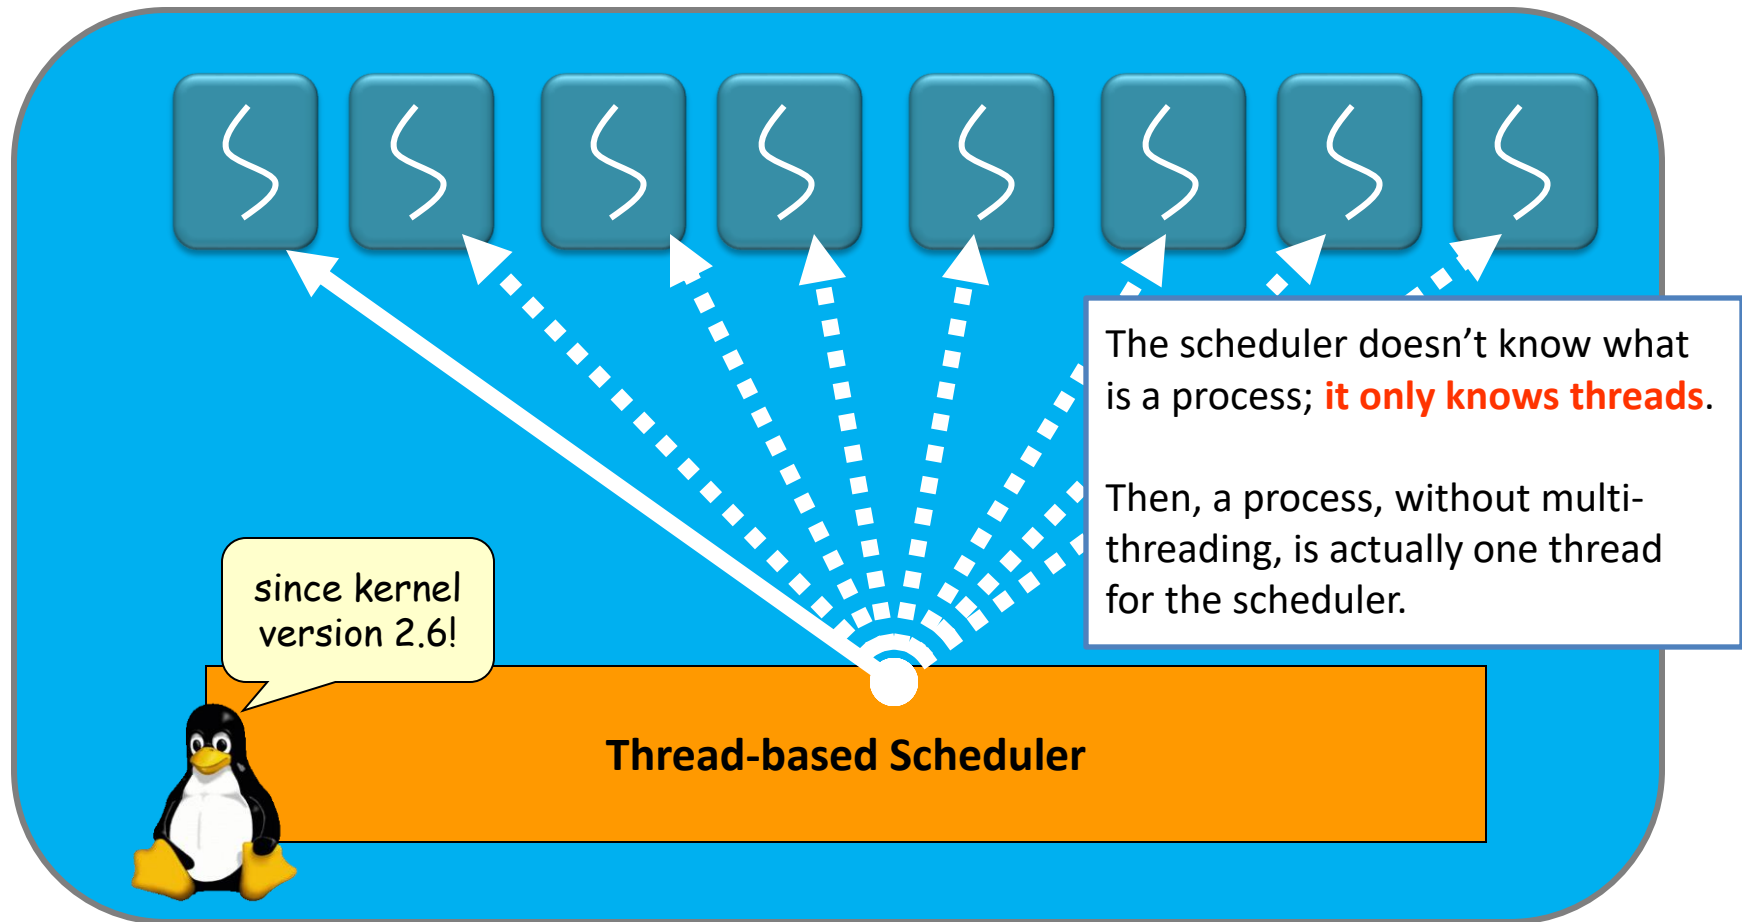 The scheduler doesn’t know what
is a process; it only knows threads.
Then, a process, without multi-
threading, is actually one thread
for the scheduler.
since kernel
version 2.6!
Thread-based Scheduler